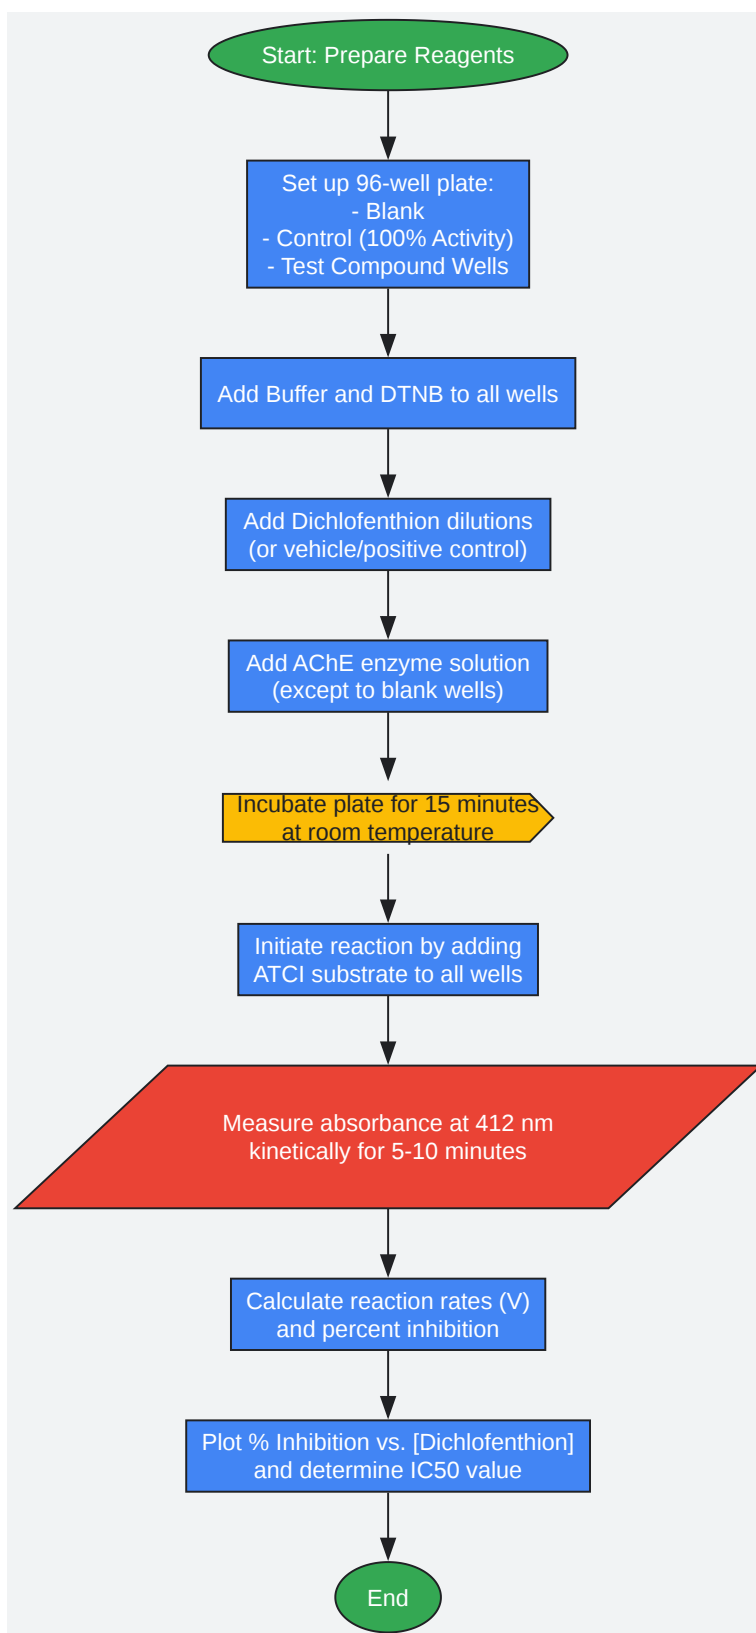 Start: Prepare Reagents
Set up 96-well plate:
- Blank
- Control (100% Activity)
- Test Compound Wells
Add Buffer and DTNB to all wells
Add Dichlofenthion dilutions
(or vehicle/positive control)
Add AChE enzyme solution
(except to blank wells)
Incubate plate for 15 minutes
at room temperature
Initiate reaction by adding
ATCI substrate to all wells
Measure absorbance at 412 nm
kinetically for 5-10 minutes
Calculate reaction rates (V)
and percent inhibition
Plot % Inhibition vs. [Dichlofenthion]
and determine IC50 value
End